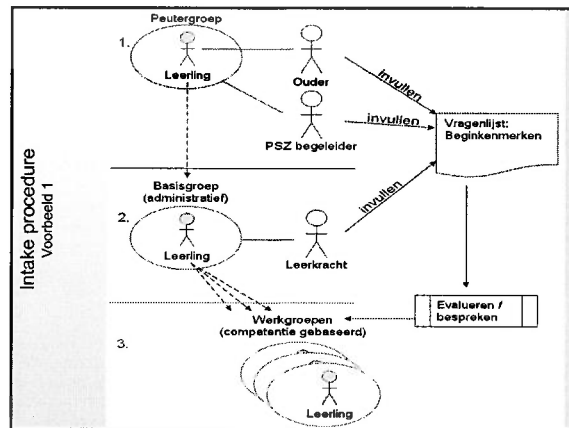 Intake procedure
Voorbeeld 1
Peutergroep
1.
Leerling
Ouder
invullen
PSZ begeleider
invullen
Vragenlijst:
Beginkenmerken
Basisgroep
(administratief)
2.
Leerling
Leerkracht
invullen
Evalueren /
bespreken
Werkgroepen
(competentie gebaseerd)
3.
Leerling